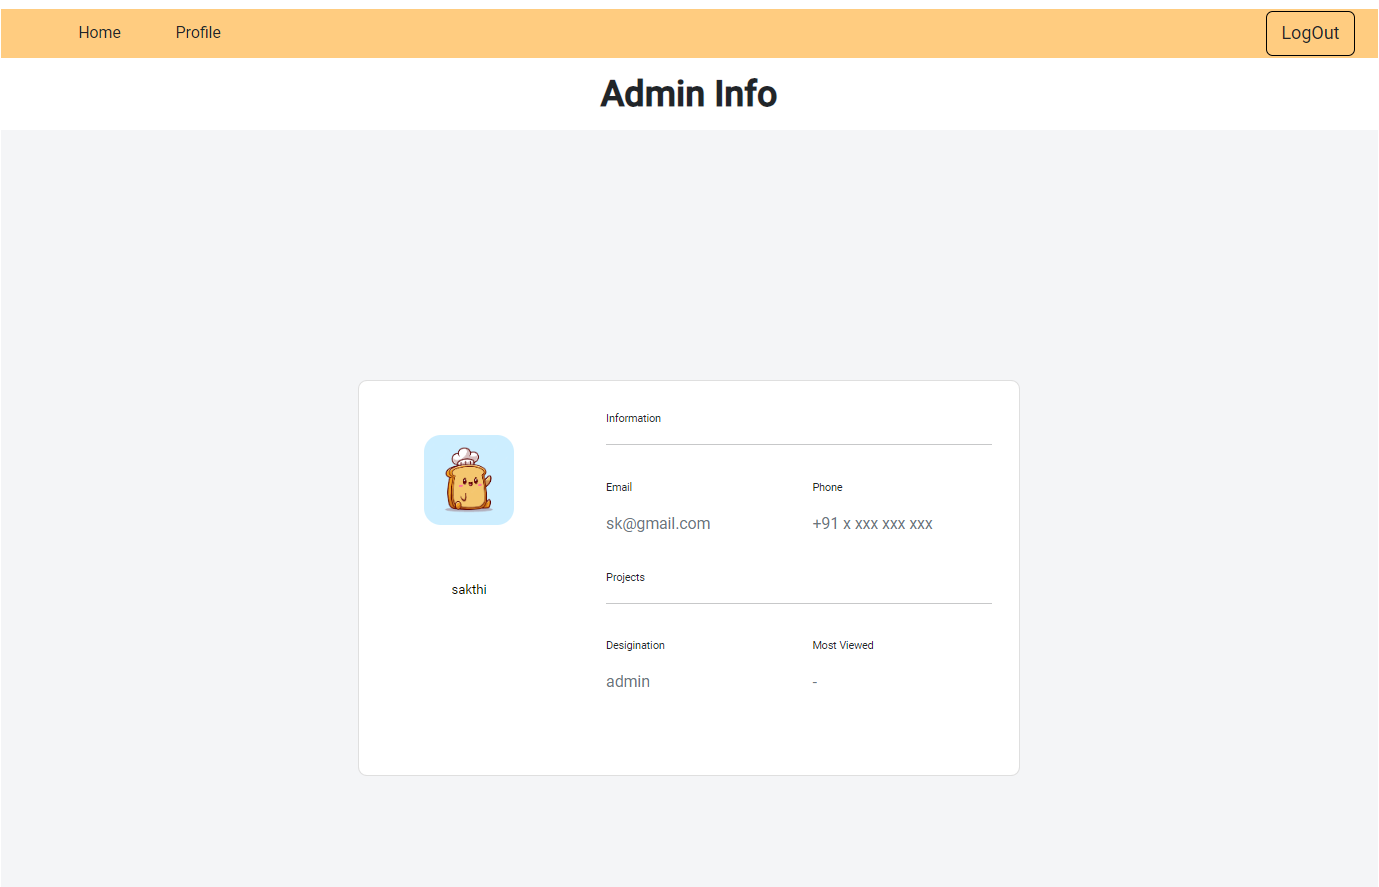 Home Profile LogOut
Admin Info
Information
Email Phone
sk@gmail.com +91 x xxx xxx xxx
sakthi
Projects
Desigination Most Viewed
admin -